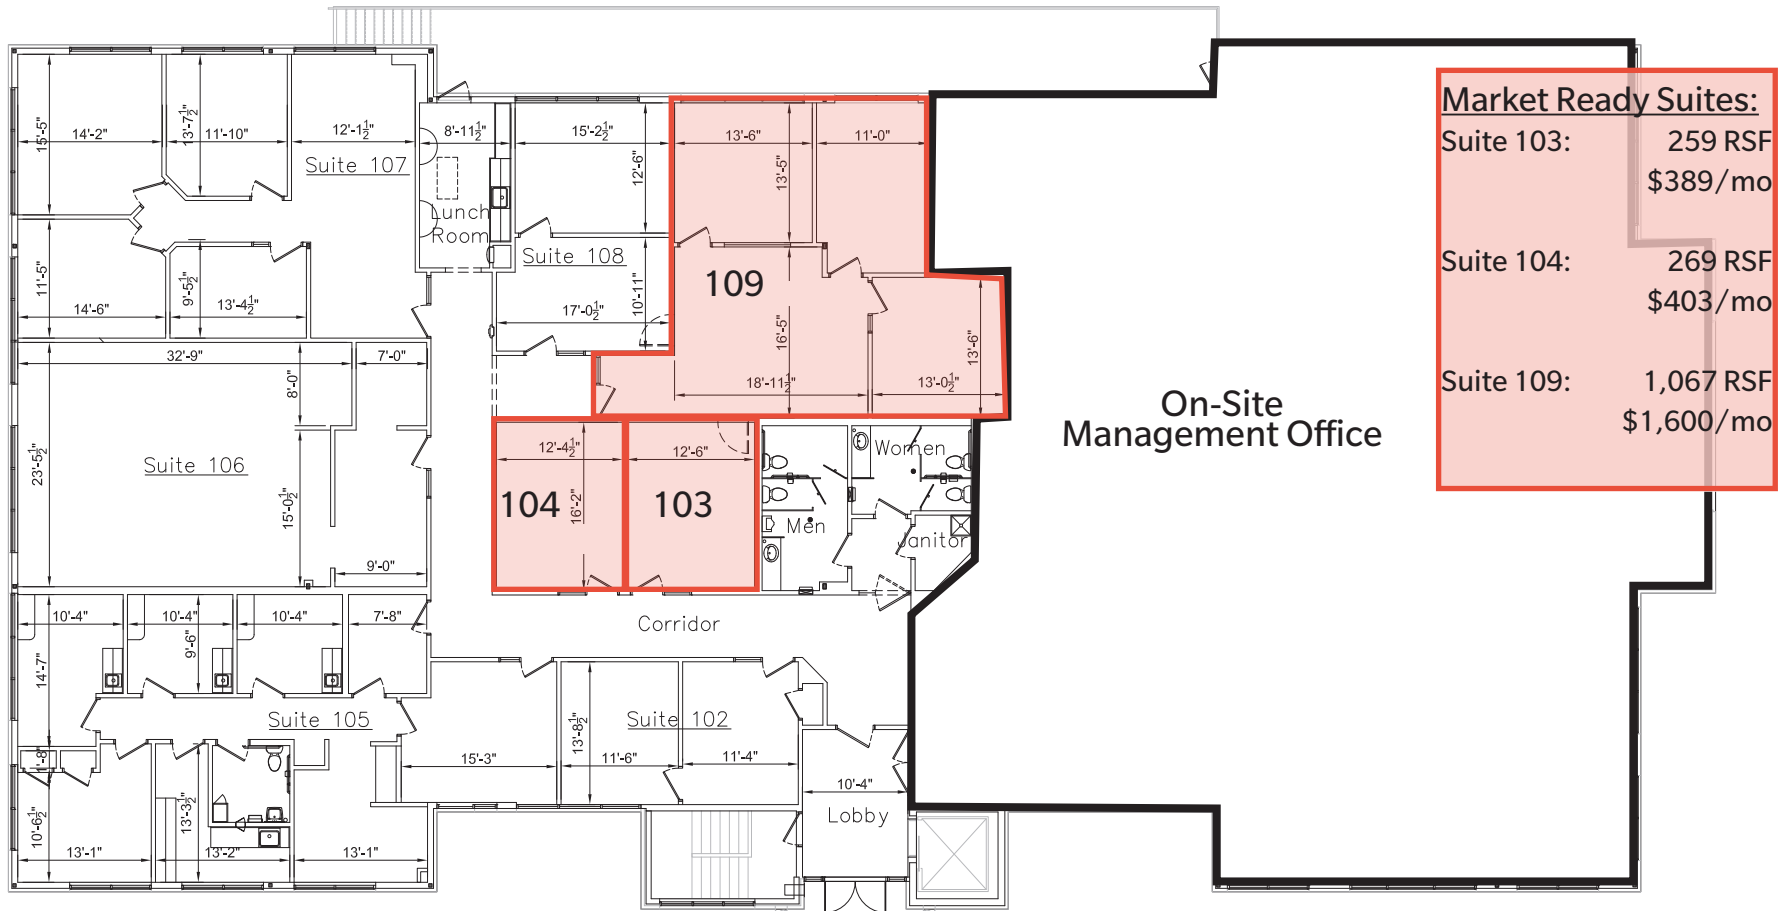 Market Ready Suites:
Suite 103: 259 RSF
$389/mo
Suite 104: 269 RSF
$403/mo
Suite 109: 1,067 RSF
$1,600/mo
15'-5"
14'-2"
13'-7½"
11'-10"
12'-1½"
Suite 107
8'-11½"
Lunch
Room
15'-2½"
12'-6"
13'-6"
13'-5"
11'-0"
11'-5"
14'-6"
9'-5½"
13'-4½"
Suite 108
17'-0½"
10'-11"
109
16'-5"
18'-11½"
13'-6"
13'-0½"
On-Site
Management Office
32'-9"
7'-0"
8'-0"
23'-5½"
Suite 106
15'-0½"
9'-0"
12'-4½"
104
16'-2"
12'-6"
103
Women
Men
Janitor
Corridor
10'-4"
10'-4"
10'-4"
7'-8"
14'-7"
9'-6"
Suite 105
Suite 102
15'-3"
13'-8½"
11'-6"
11'-4"
10'-4"
Lobby
10'-6½"
13'-3½"
13'-1"
13'-2"
13'-1"